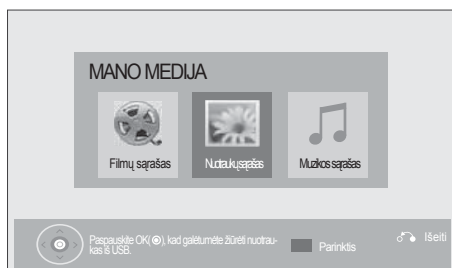 MANO MEDIJA
Filmų sąrašas
Nuotraukų sąrašas
Muzikos sąrašas
Paspauskite OK(◉), kad galėtumėte žiūrėti nuotrau-
kas iš USB.
Parinktis
Išeiti